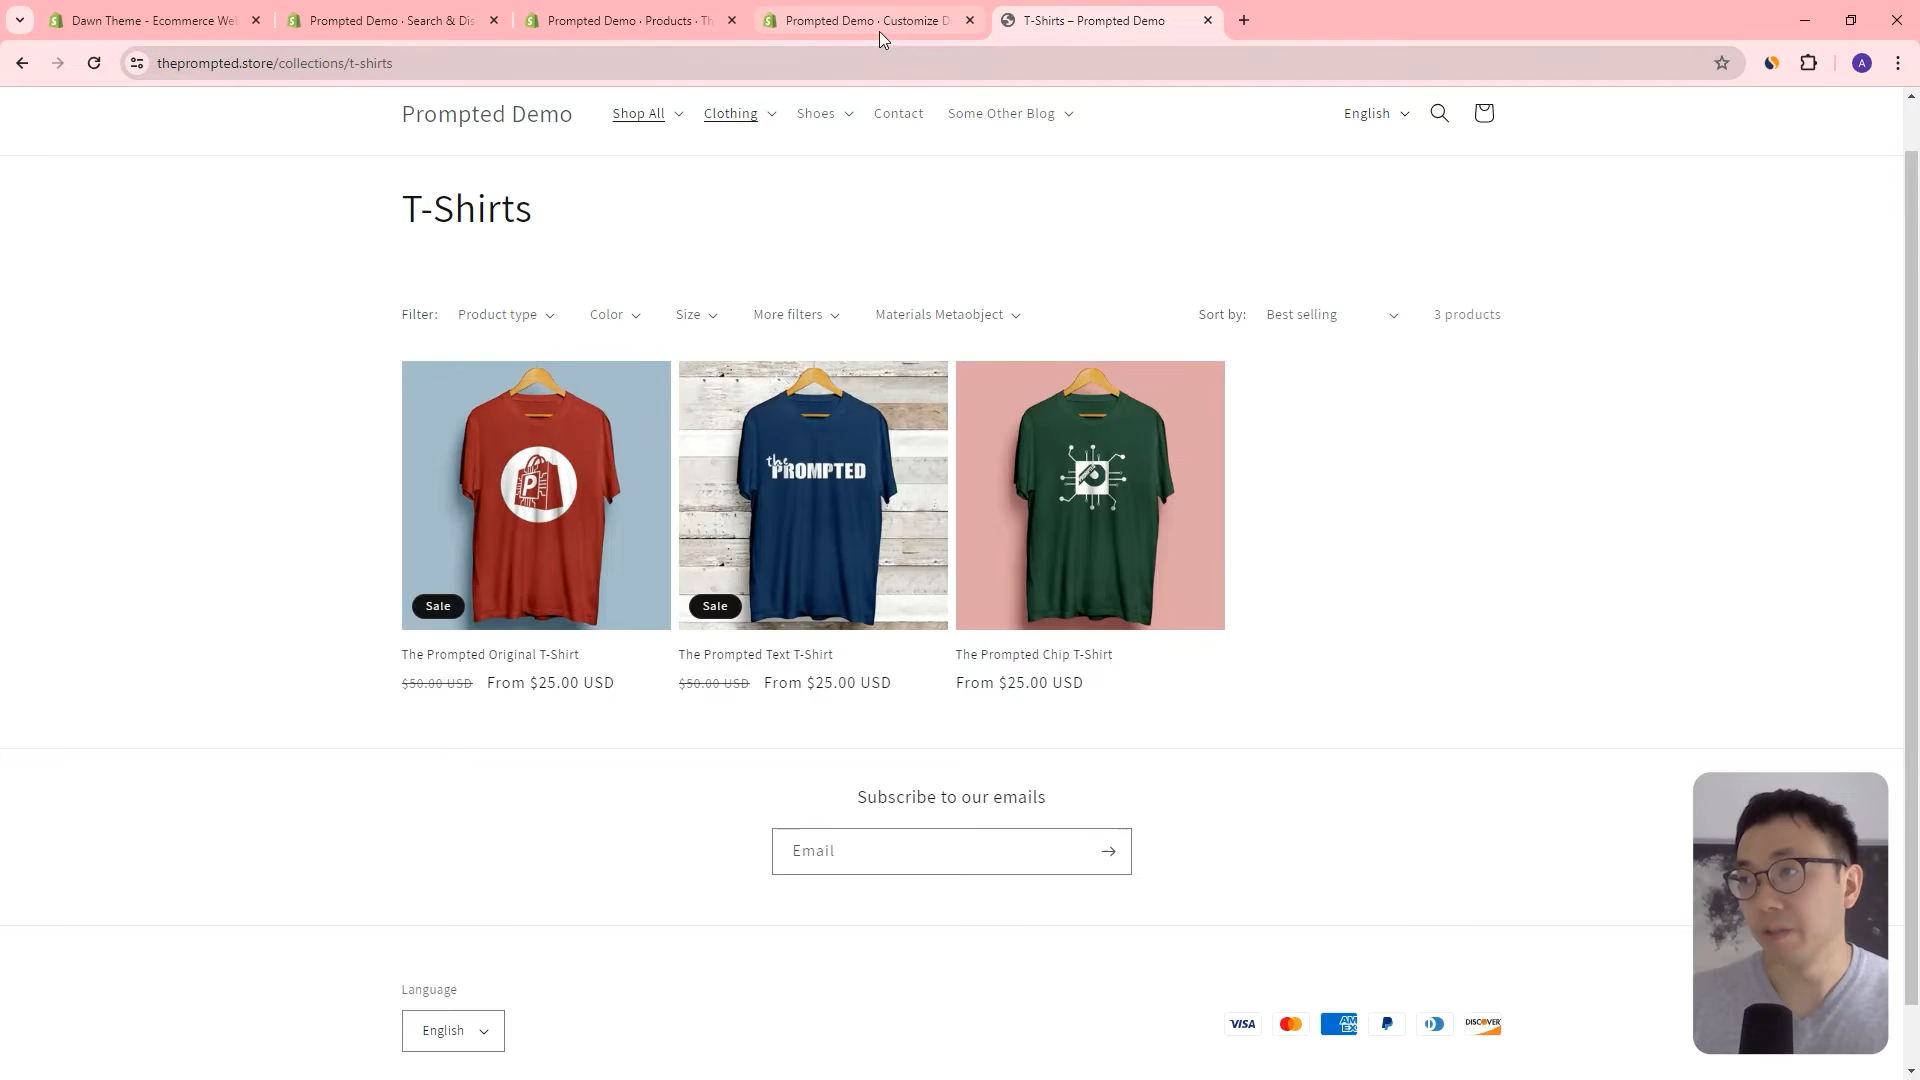 Dawn Theme - Ecommerce Wel
Prompted Demo · Search & Dis
Prompted Demo · Products · Th
Prompted Demo · Customize D
T-Shirts – Prompted Demo
theprompted.store/collections/t-shirts
A
Prompted Demo
Shop All
Clothing
Shoes
Contact
Some Other Blog
English
T-Shirts
Filter:
Product type
Color
Size
More filters
Materials Metaobject
Sort by:
Best selling
3 products
P
the PROMPTED
Sale
Sale
The Prompted Original T-Shirt
The Prompted Text T-Shirt
The Prompted Chip T-Shirt
$50.00 USD From $25.00 USD
$50.00 USD From $25.00 USD
From $25.00 USD
Subscribe to our emails
Email
Language
English
VISA
AM
EX
DISCOVER